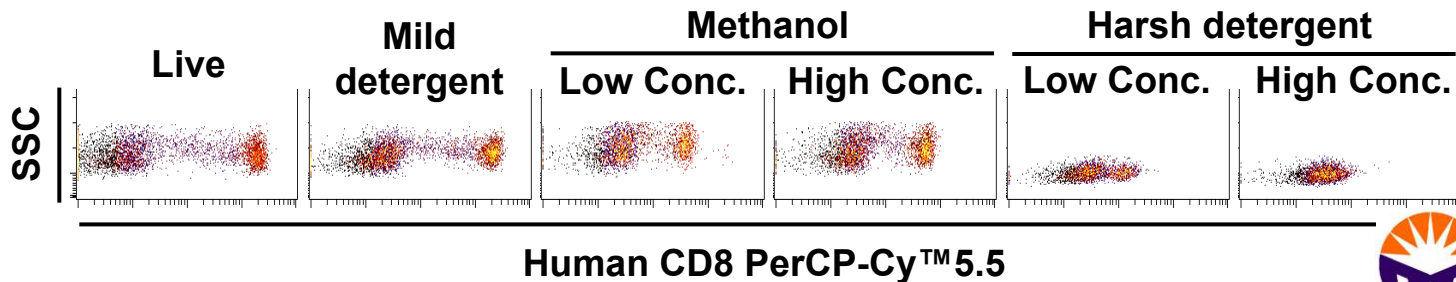 Live
Mild
detergent
Methanol
Low Conc.
High Conc.
Harsh detergent
Low Conc.
High Conc.
SSC
Human CD8 PerCP-Cy™5.5